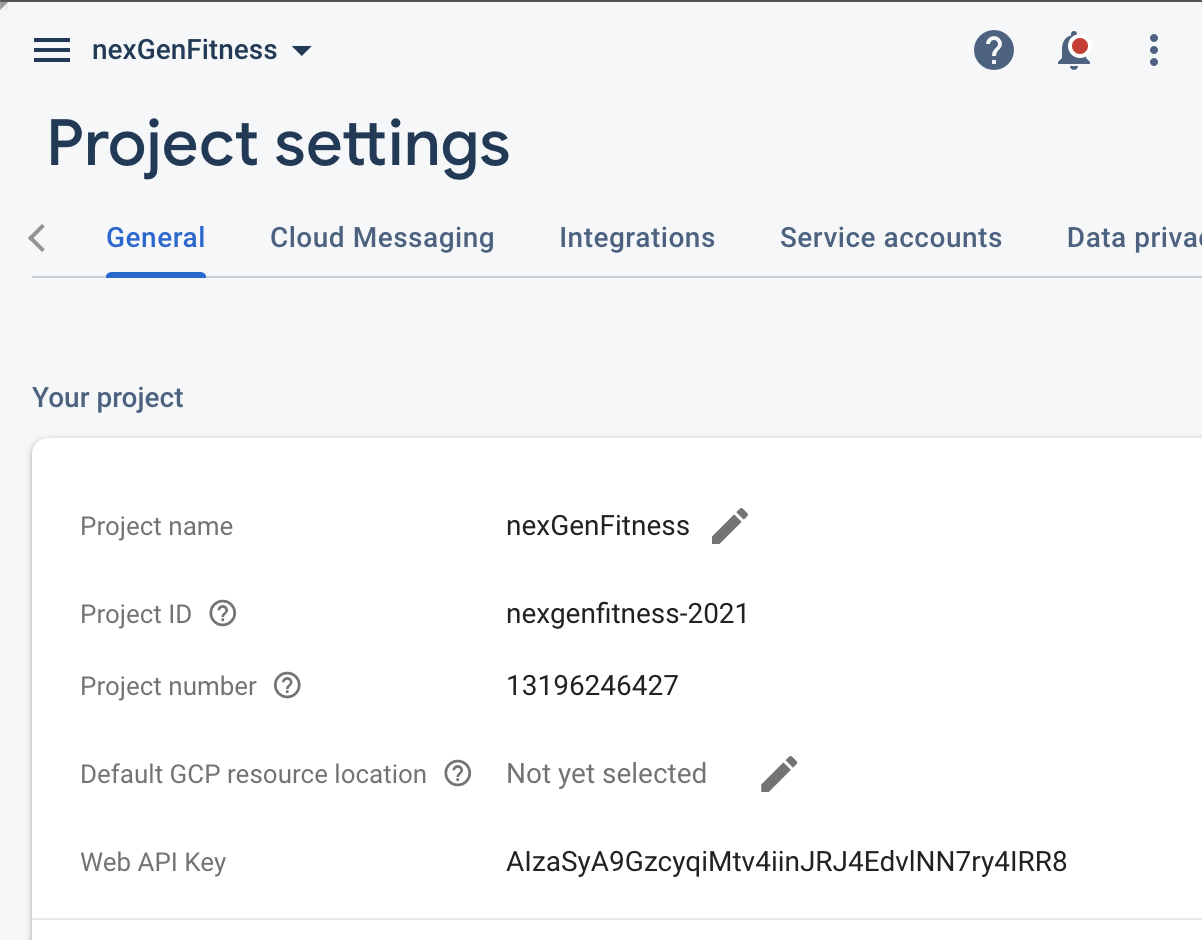 nexGenFitness
Project settings
General Cloud Messaging Integrations Service accounts Data priva
Your project
Project name nexGenFitness
Project ID nexgenfitness-2021
Project number 13196246427
Default GCP resource location Not yet selected
Web API Key AIzaSyA9GzcyqiMtv4iinJRJ4EdvlNN7ry4IRR8